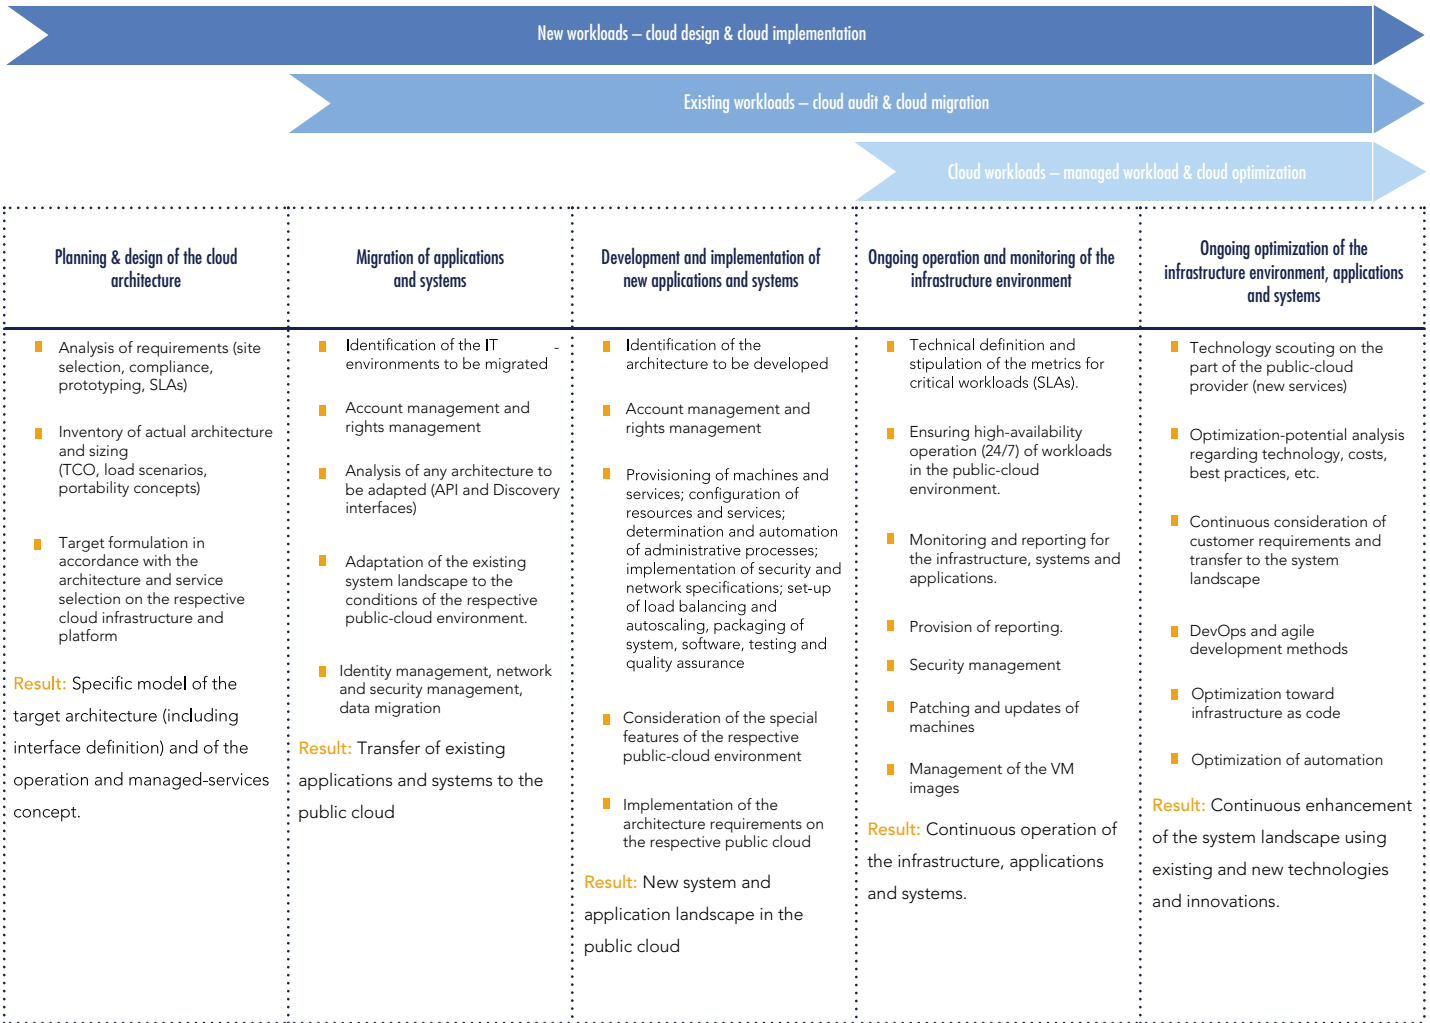 New workloads – cloud design & cloud implementation
Existing workloads – cloud audit & cloud migration
Cloud workloads – managed workload & cloud optimization
Planning & design of the cloud
architecture
Analysis of requirements (site
selection, compliance,
prototyping, SLAs)
Inventory of actual architecture
and sizing
(TCO, load scenarios,
portability concepts)
Target formulation in
accordance with the
architecture and service
selection on the respective
cloud infrastructure and
platform
Result: Specific model of the
target architecture (including
interface definition) and of the
operation and managed-services
concept.
Migration of applications
and systems
Identification of the IT -
environments to be migrated
Account management and
rights management
Analysis of any architecture to
be adapted (API and Discovery
interfaces)
Adaptation of the existing
system landscape to the
conditions of the respective
public-cloud environment.
Identity management, network
and security management,
data migration
Result: Transfer of existing
applications and systems to the
public cloud
Development and implementation of
new applications and systems
Identification of the
architecture to be developed
Account management and
rights management
Provisioning of machines and
services; configuration of
resources and services;
determination and automation
of administrative processes;
implementation of security and
network specifications; set-up
of load balancing and
autoscaling, packaging of
system, software, testing and
quality assurance
Consideration of the special
features of the respective
public-cloud environment
Implementation of the
architecture requirements on
the respective public cloud
Result: New system and
application landscape in the
public cloud
Ongoing operation and monitoring of the
infrastructure environment
Technical definition and
stipulation of the metrics for
critical workloads (SLAs).
Ensuring high-availability
operation (24/7) of workloads
in the public-cloud
environment.
Monitoring and reporting for
the infrastructure, systems and
applications.
Provision of reporting.
Security management
Patching and updates of
machines
Management of the VM
images
Result: Continuous operation of
the infrastructure, applications
and systems.
Ongoing optimization of the
infrastructure environment, applications
and systems
Technology scouting on the
part of the public-cloud
provider (new services)
Optimization-potential analysis
regarding technology, costs,
best practices, etc.
Continuous consideration of
customer requirements and
transfer to the system
landscape
DevOps and agile
development methods
Optimization toward
infrastructure as code
Optimization of automation
Result: Continuous enhancement
of the system landscape using
existing and new technologies
and innovations.